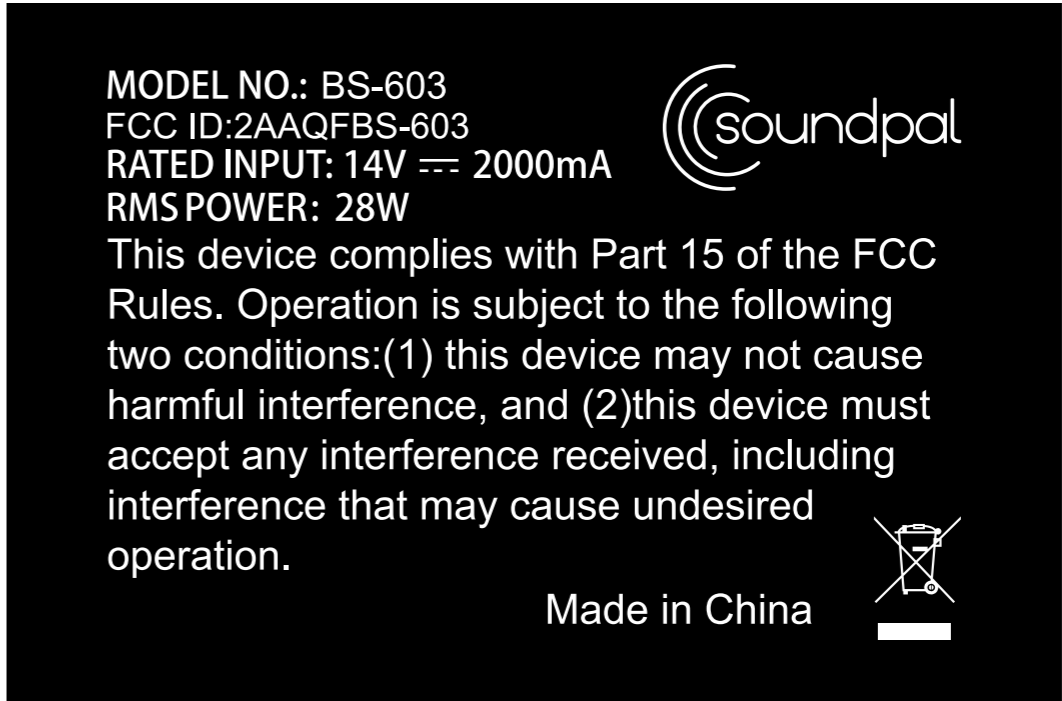 MODEL NO.: BS-603
soundpal
FCC ID:2AAQFBS-603
RATED INPUT: 14V ⎓ 2000mA
RMS POWER: 28W
This device complies with Part 15 of the FCC
Rules. Operation is subject to the following
two conditions:(1) this device may not cause
harmful interference, and (2)this device must
accept any interference received, including
interference that may cause undesired
operation.
Made in China